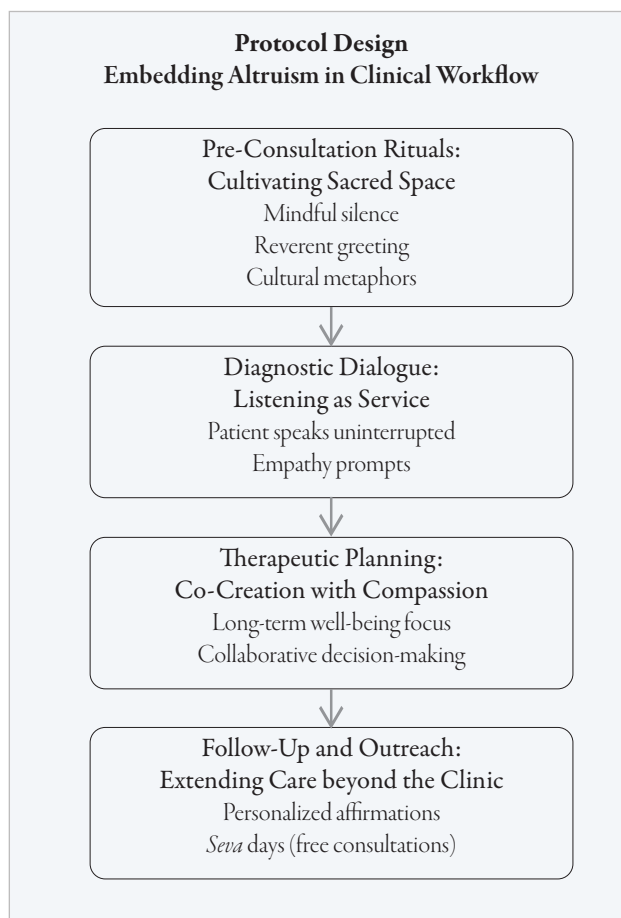 Protocol Design
Embedding Altruism in Clinical Workflow
Pre-Consultation Rituals:
Cultivating Sacred Space
Mindful silence
Reverent greeting
Cultural metaphors
Diagnostic Dialogue:
Listening as Service
Patient speaks uninterrupted
Empathy prompts
Therapeutic Planning:
Co-Creation with Compassion
Long-term well-being focus
Collaborative decision-making
Follow-Up and Outreach:
Extending Care beyond the Clinic
Personalized affirmations
Seva days (free consultations)